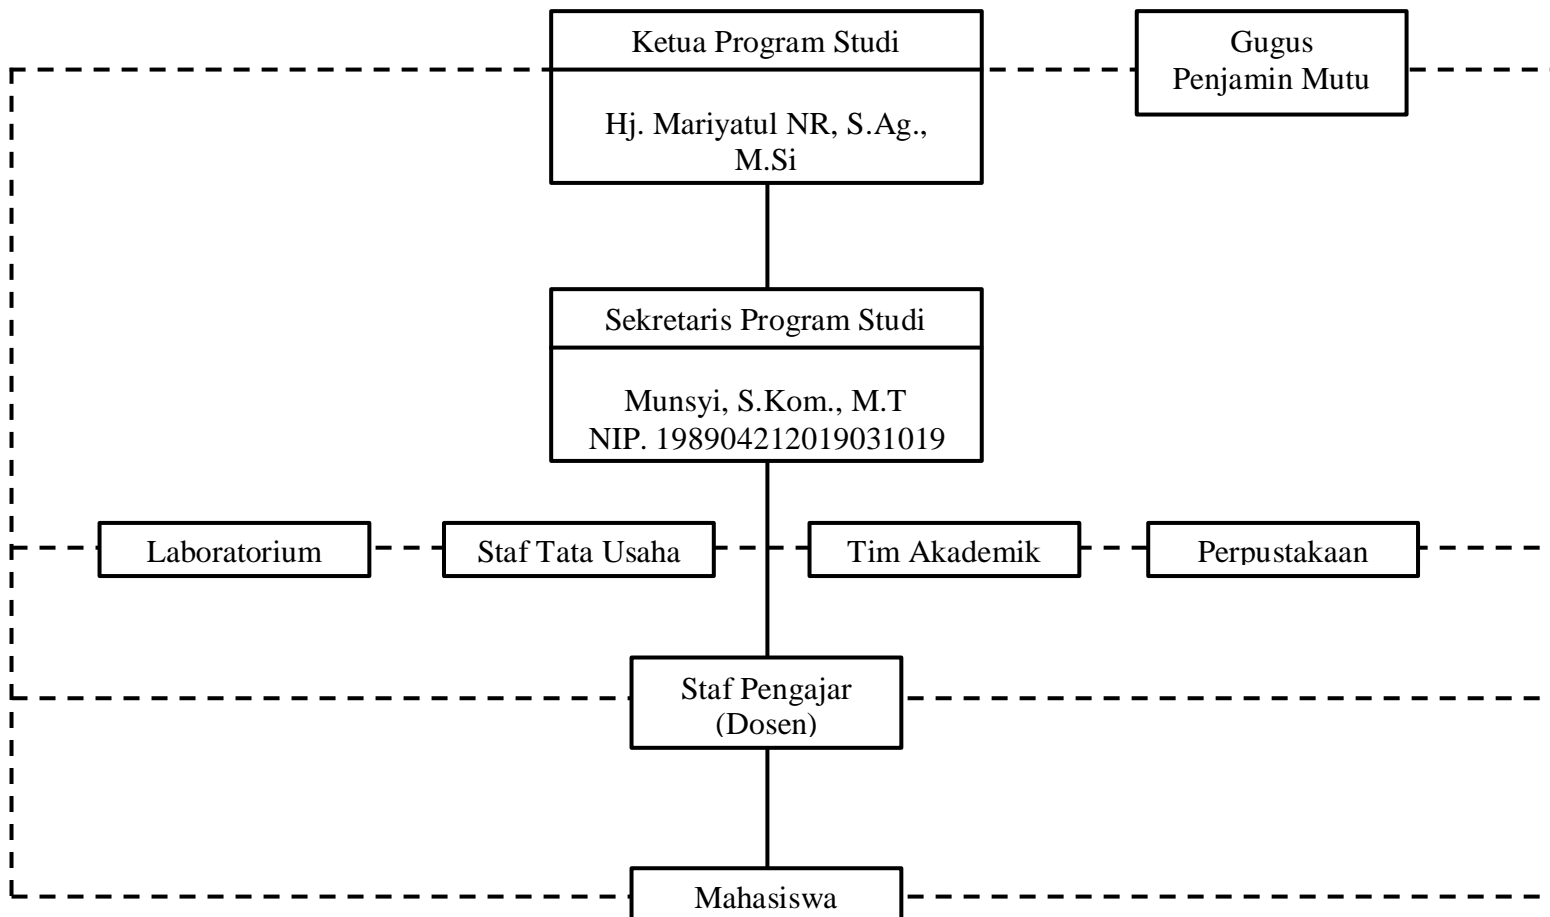 Ketua Program Studi
Gugus
Penjamin Mutu
Hj. Mariyatul NR, S.Ag.,
M.Si
Sekretaris Program Studi
Munsyi, S.Kom., M.T
NIP. 198904212019031019
Laboratorium
Staf Tata Usaha
Tim Akademik
Perpustakaan
Staf Pengajar
(Dosen)
Mahasiswa